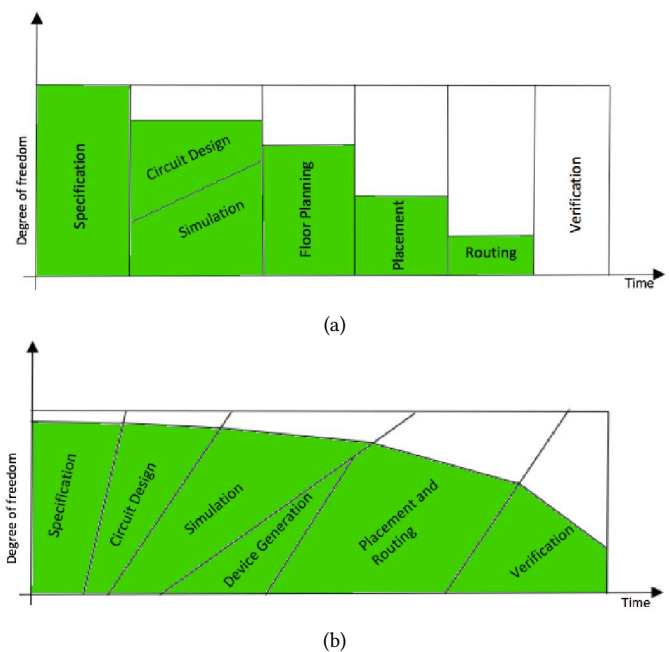 Degree of freedom
Specification
Circuit Design
Simulation
Floor Planning
Placement
Routing
Verification
Time
(a)
Degree of freedom
Specification
Circuit Design
Simulation
Device Generation
Placement and
Routing
Verification
Time
(b)